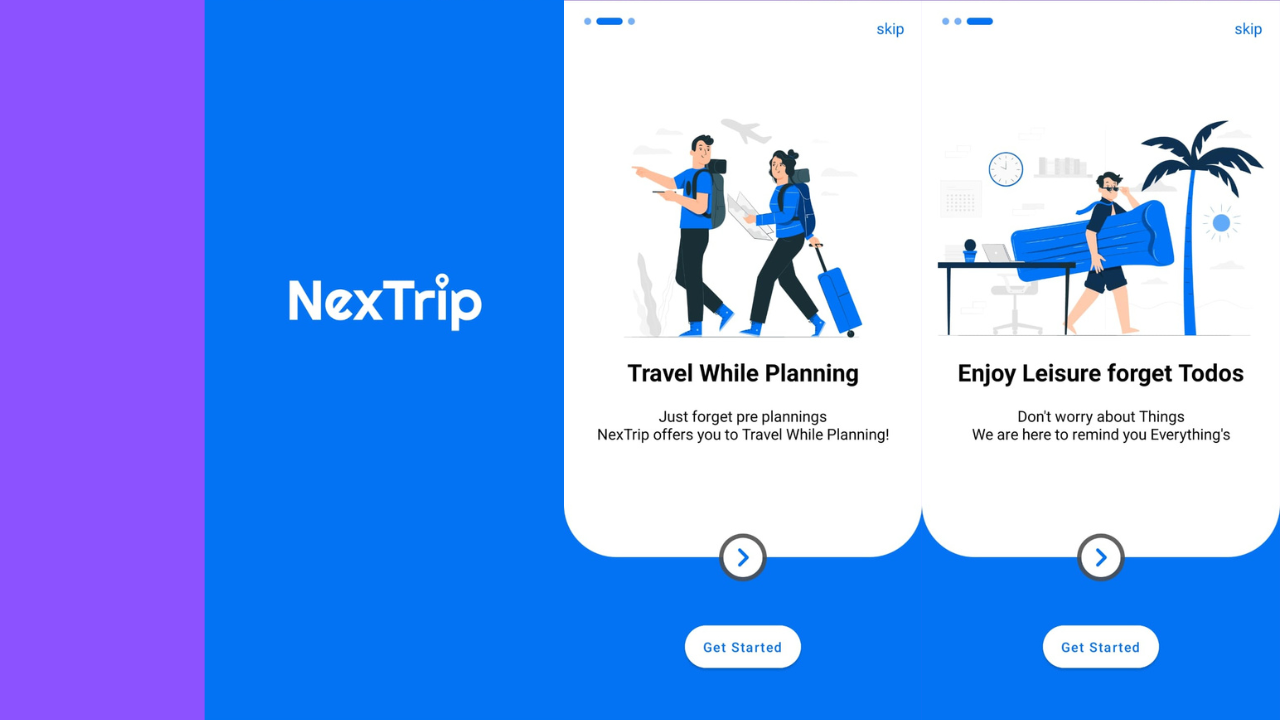 NexTrip
skip
Travel While Planning
Just forget pre plannings
NexTrip offers you to Travel While Planning!
Get Started
skip
Enjoy Leisure forget Todos
Don't worry about Things
We are here to remind you Everything's
Get Started